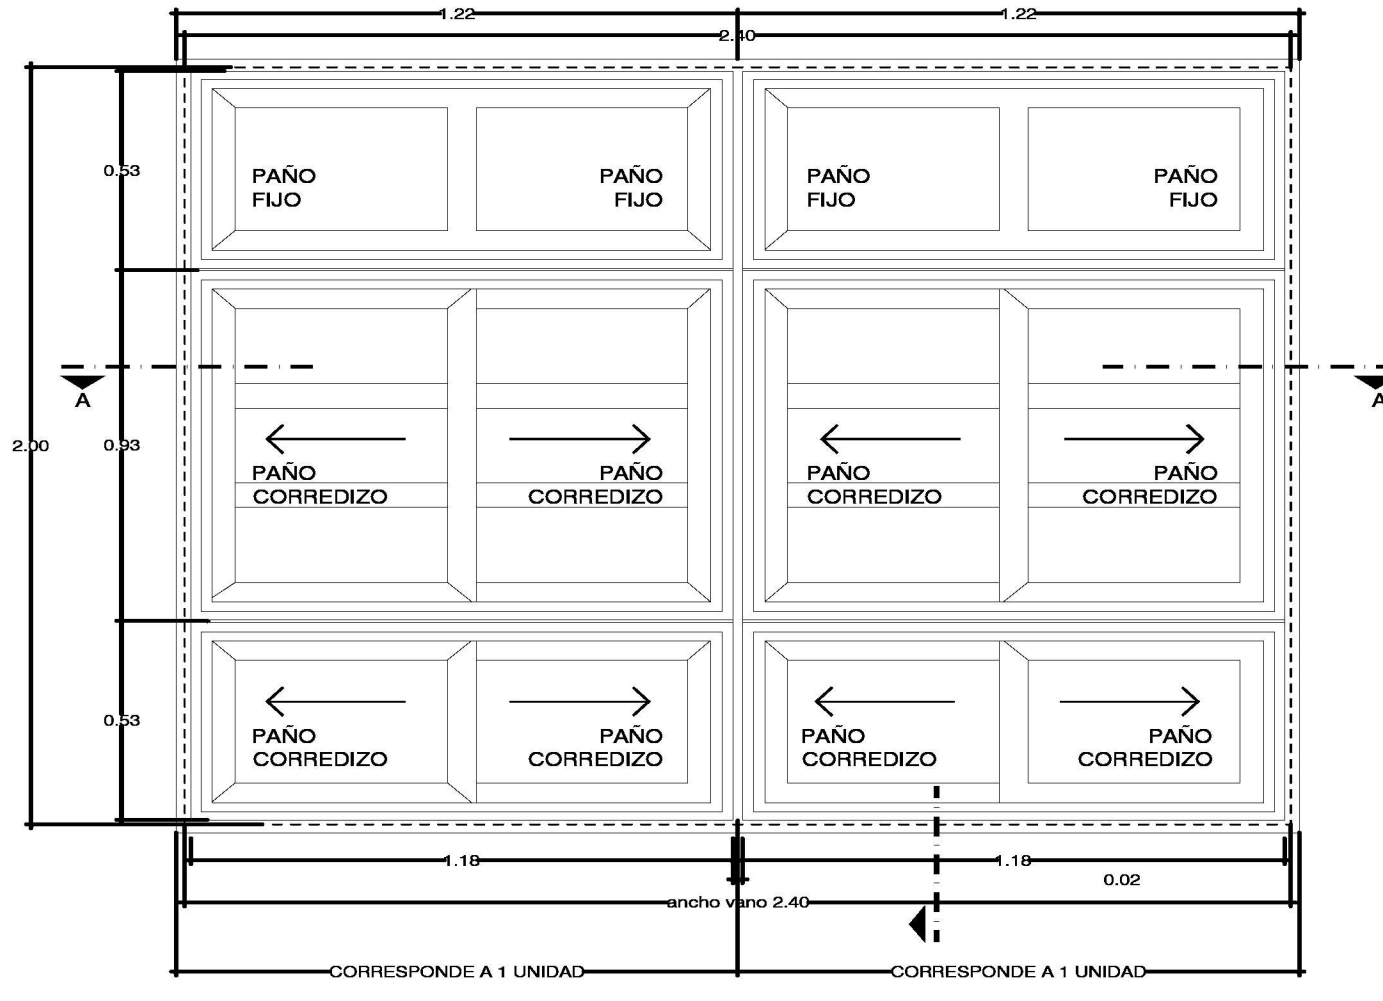 1.22 1.22
2.40
0.53
PAÑO PAÑO PAÑO PAÑO
FIJO FIJO FIJO FIJO
A A
2.00 0.93
PAÑO PAÑO PAÑO PAÑO
CORREDIZO CORREDIZO CORREDIZO CORREDIZO
0.53
PAÑO PAÑO PAÑO PAÑO
CORREDIZO CORREDIZO CORREDIZO CORREDIZO
1.18 1.18
0.02
ancho vano 2.40
CORRESPONDE A 1 UNIDAD CORRESPONDE A 1 UNIDAD